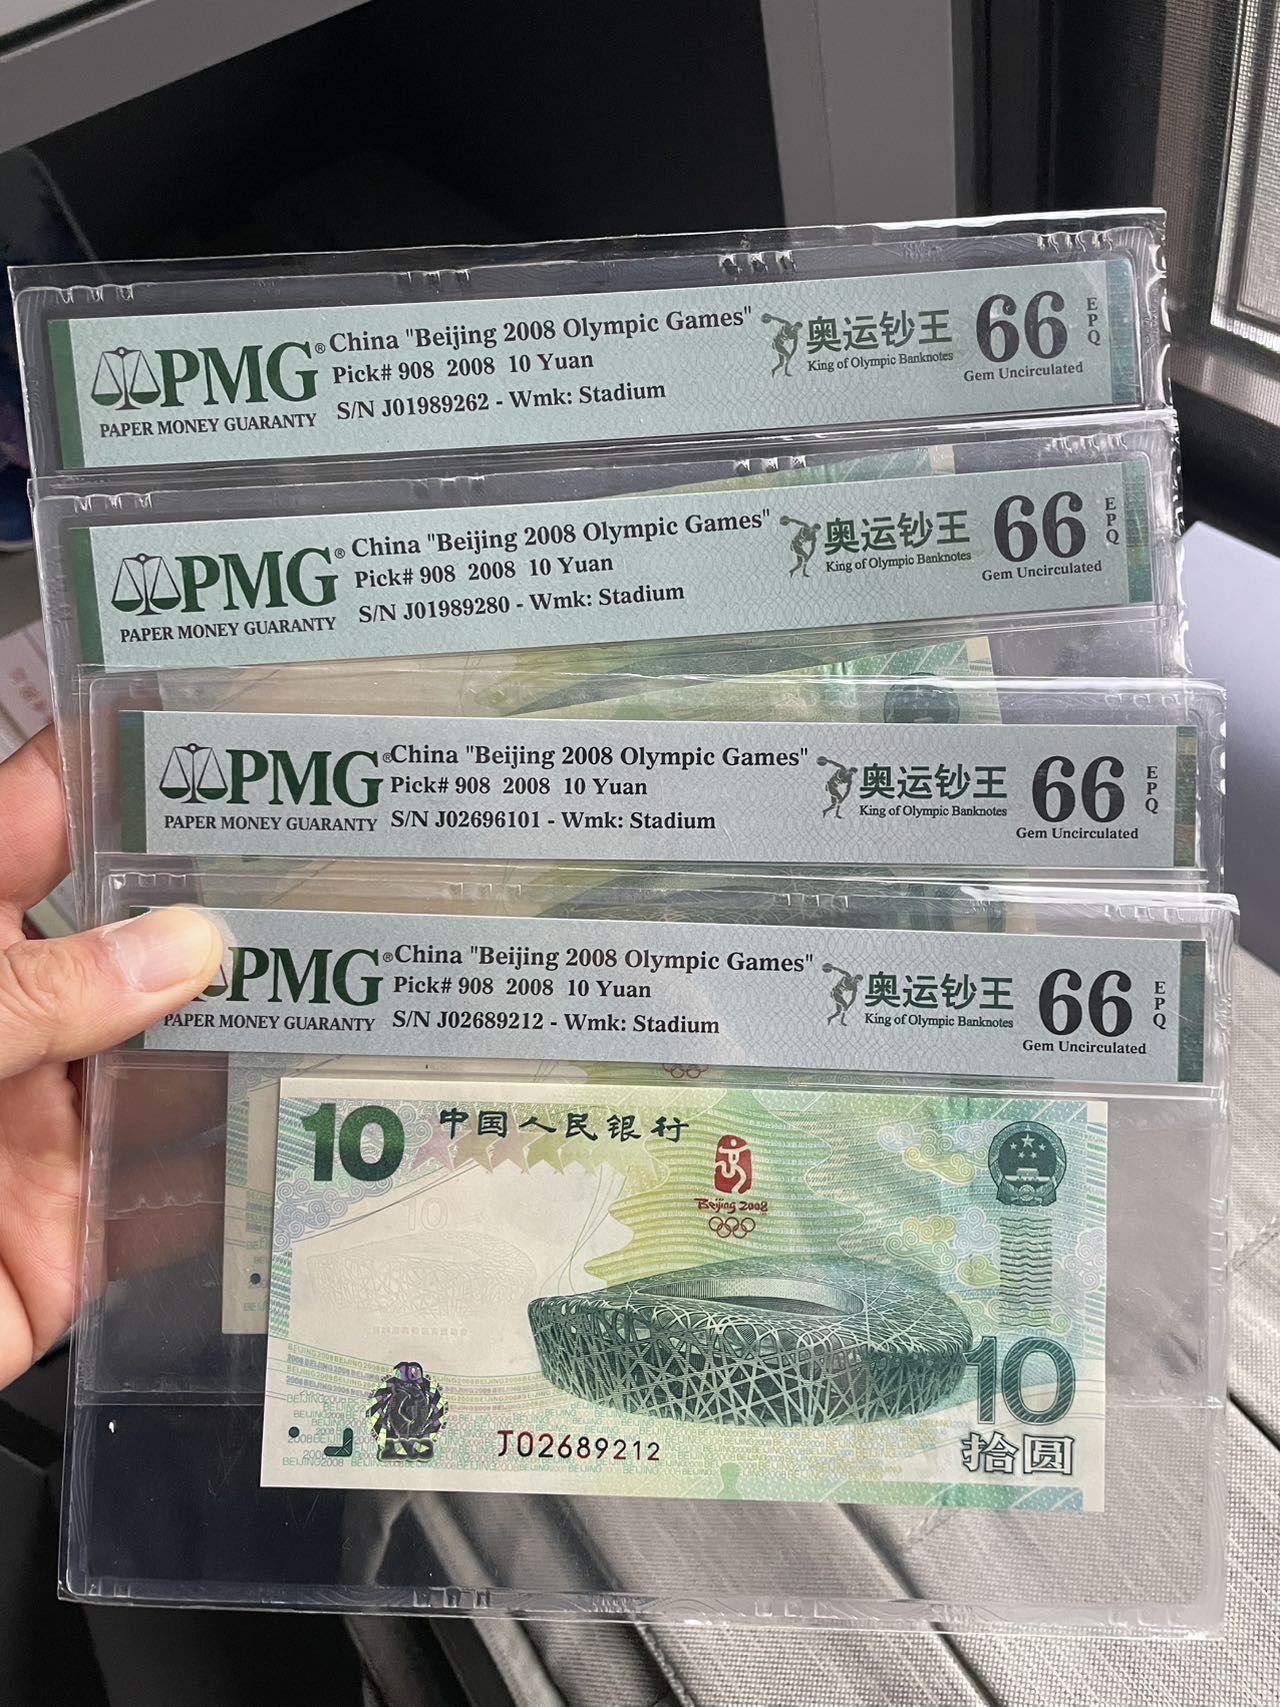 PMG®
PAPER MONEY GUARANTY
China "Beijing 2008 Olympic Games"
Pick# 908 2008 10 Yuan
S/N J01989262 - Wmk: Stadium
奥运钞王
King of Olympic Banknotes
66
EPQ
Gem Uncirculated
PMG®
PAPER MONEY GUARANTY
China "Beijing 2008 Olympic Games"
Pick# 908 2008 10 Yuan
S/N J01989280 - Wmk: Stadium
奥运钞王
King of Olympic Banknotes
66
EPQ
Gem Uncirculated
PMG®
PAPER MONEY GUARANTY
China "Beijing 2008 Olympic Games"
Pick# 908 2008 10 Yuan
S/N J02696101 - Wmk: Stadium
奥运钞王
King of Olympic Banknotes
66
EPQ
Gem Uncirculated
PMG®
PAPER MONEY GUARANTY
China "Beijing 2008 Olympic Games"
Pick# 908 2008 10 Yuan
S/N J02689212 - Wmk: Stadium
奥运钞王
King of Olympic Banknotes
66
EPQ
Gem Uncirculated
10
中国人民银行
Beijing 2008
10
10
J02689212
10
拾圆